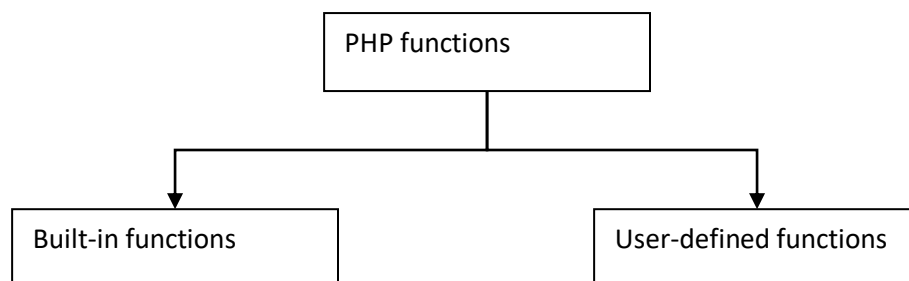 PHP functions
Built-in functions
User-defined functions